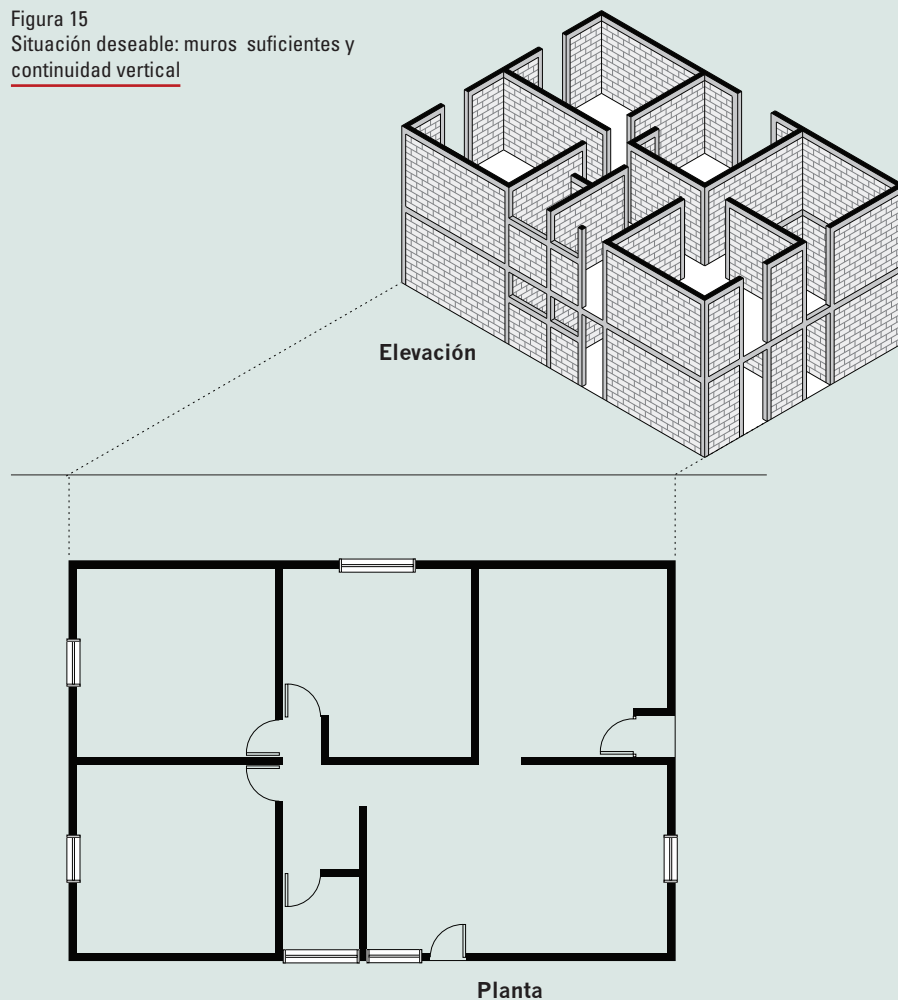 Figura 15
Situación deseable: muros suficientes y
continuidad vertical
Elevación
Planta